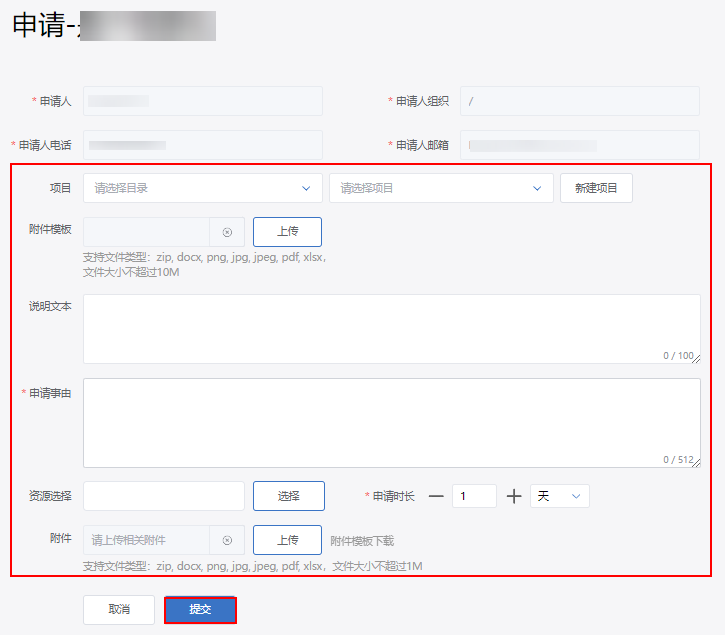 申请-
* 申请人
* 申请人组织 /
* 申请人电话
* 申请人邮箱
项目 请选择目录 请选择项目 新建项目
附件模板 上传
支持文件类型：zip, docx, png, jpg, jpeg, pdf, xlsx,
文件大小不超过10M
说明文本
0 / 100
* 申请事由
0 / 512
资源选择 选择 * 申请时长 — 1 + 天
附件 请上传相关附件 上传 附件模板下载
支持文件类型：zip, docx, png, jpg, jpeg, pdf, xlsx, 文件大小不超过1M
取消 提交